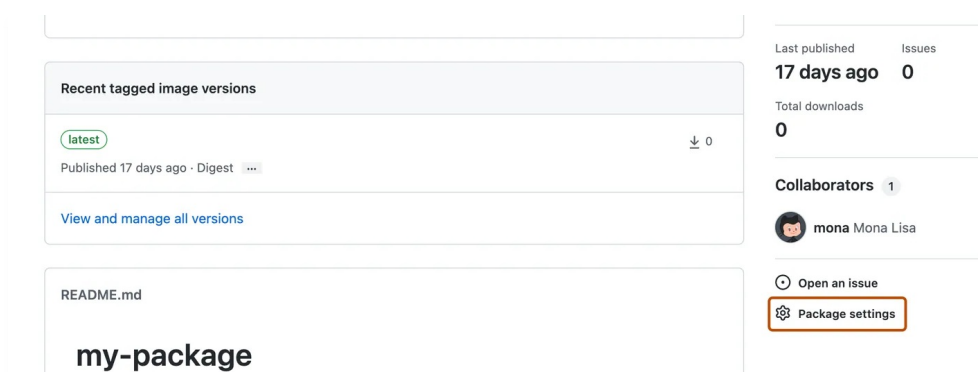 Recent tagged image versions
latest
0
Published 17 days ago · Digest ...
View and manage all versions
README.md
my-package
Last published Issues
17 days ago 0
Total downloads
0
Collaborators 1
mona Mona Lisa
Open an issue
Package settings